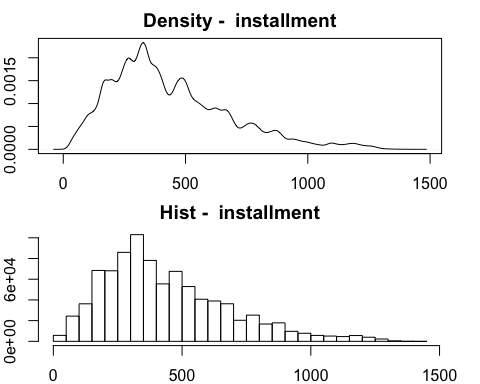 Density -  installment
0.0015
0.0000
0 500 1000 1500
Hist -  installment
6e+04
0e+00
0 500 1000 1500